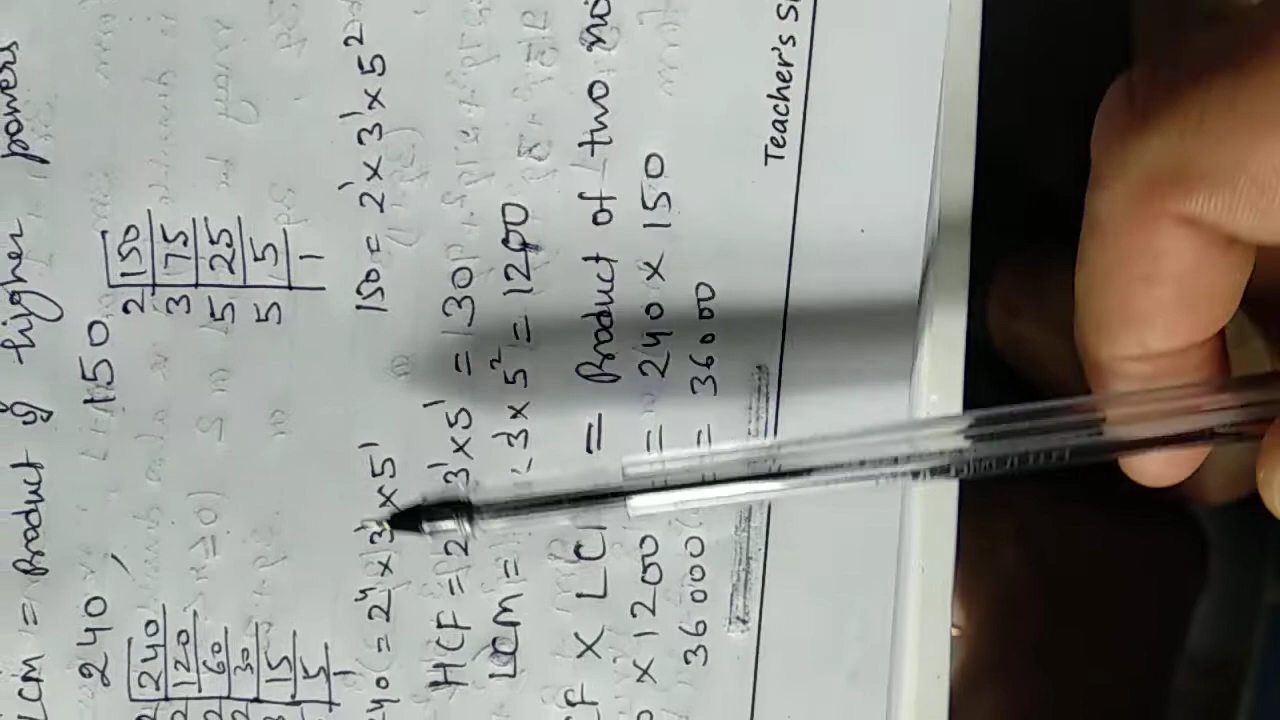 LCM = Product of higher powers
240, 150
2 240 2 150
2 120 3 75
2 60 5 25
2 30 5 5
3 15 1
5 5
1
240 = 2⁴×3¹×5¹ 150 = 2¹×3¹×5²
HCF = 2 3¹×5¹ = 30
LCM = 3×5² = 1200
× LC = Product of two no
×1200 = 240 × 150
36000 = 36000
Teacher's